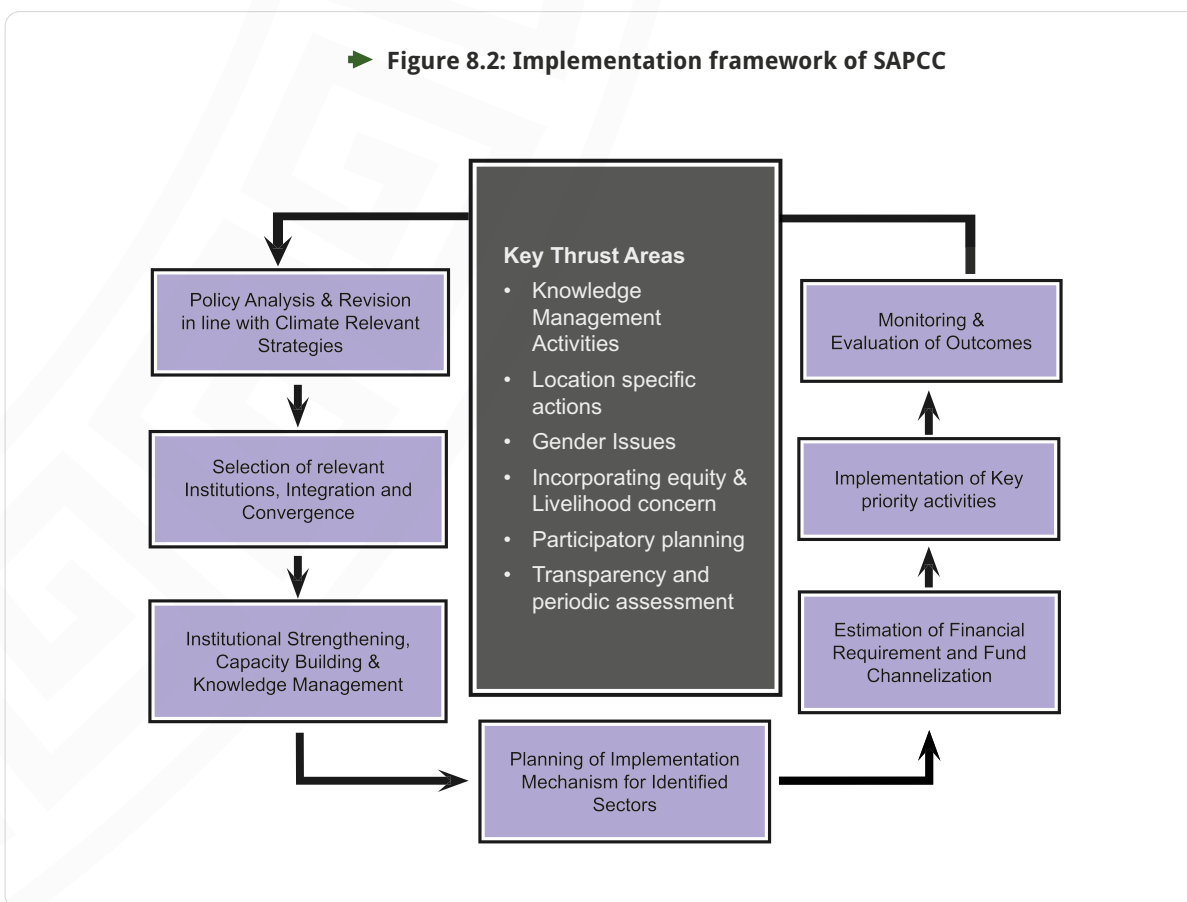 Figure 8.2: Implementation framework of SAPCC
Key Thrust Areas
• Knowledge
Management
Activities
• Location specific
actions
• Gender Issues
• Incorporating equity &
Livelihood concern
• Participatory planning
• Transparency and
periodic assessment
Policy Analysis & Revision
in line with Climate Relevant
Strategies
Selection of relevant
Institutions, Integration and
Convergence
Institutional Strengthening,
Capacity Building &
Knowledge Management
Planning of Implementation
Mechanism for Identified
Sectors
Estimation of Financial
Requirement and Fund
Channelization
Implementation of Key
priority activities
Monitoring &
Evaluation of Outcomes